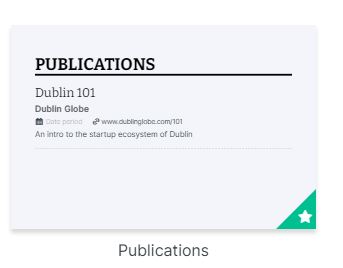 PUBLICATIONS
Dublin 101
Dublin Globe
Date period www.dublinglobe.com/101
An intro to the startup ecosystem of Dublin
Publications